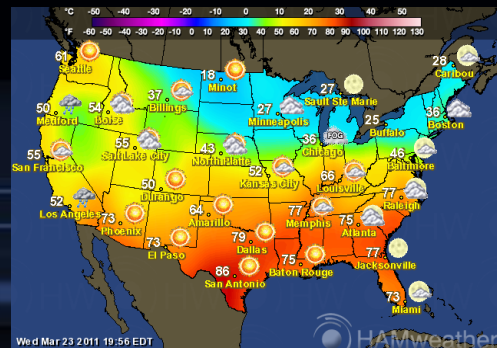 °C -50 -40 -30 -20 -10 0 10 20 30 40 50
°F -60 -50 -40 -30 -20 -10 0 10 20 30 40 50 60 70 80 90 100 110 120 130
61
Seattle
18
Minot
28
Caribou
50
Medford
54
Boise
37
Billings
27
Minneapolis
27
Sault Ste Marie
36
Boston
25
Buffalo
55
San Francisco
55
Salt Lake City
43
North Platte
36
FOG
Chicago
46
Baltimore
52
Los Angeles
50
Durango
52
Kansas City
66
Louisville
77
Raleigh
73
Phoenix
64
Amarillo
77
Memphis
75
Atlanta
73
El Paso
79
Dallas
75
Baton Rouge
77
Jacksonville
86
San Antonio
73
Miami
Wed Mar 23 2011 19:56 EDT
HAMweather